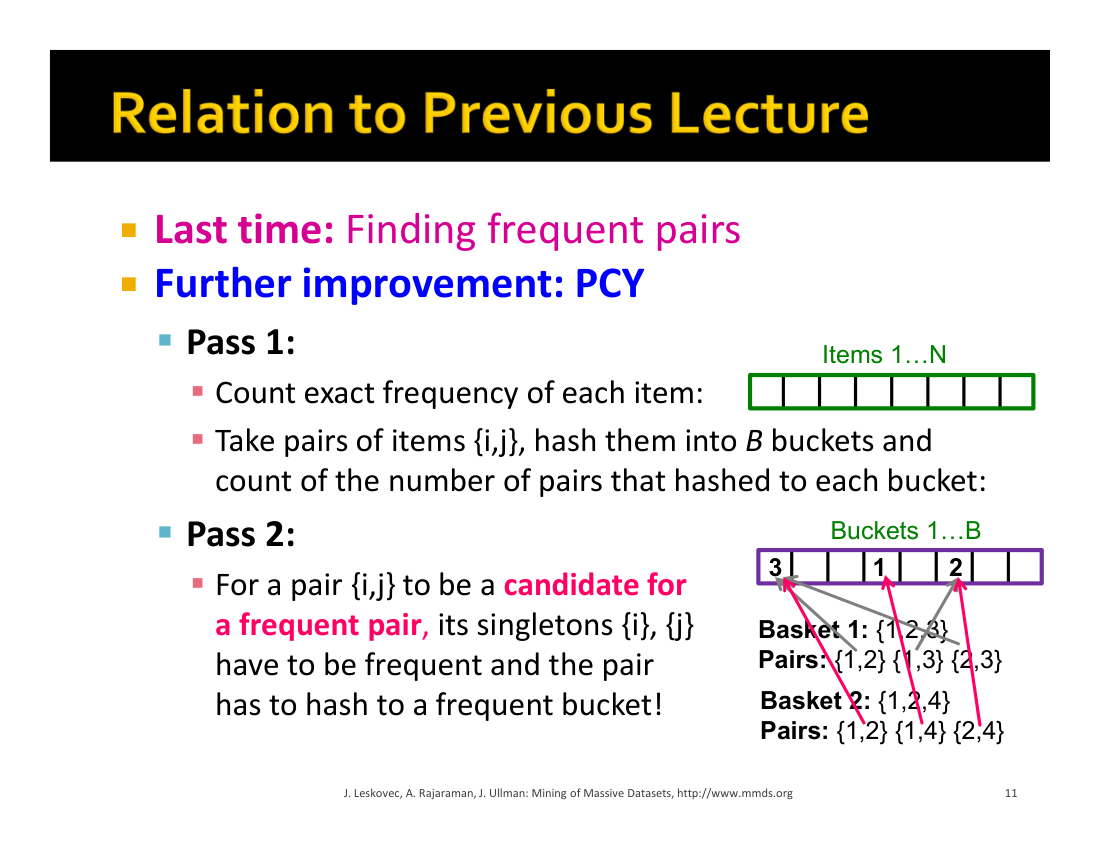 Relation to Previous Lecture
Last time: Finding frequent pairs
Further improvement: PCY
Pass 1:
Count exact frequency of each item:
Items 1…N
Take pairs of items {i,j}, hash them into B buckets and
count of the number of pairs that hashed to each bucket:
Pass 2:
For a pair {i,j} to be a candidate for
a frequent pair, its singletons {i}, {j}
have to be frequent and the pair
has to hash to a frequent bucket!
Buckets 1…B
3 1 2
Basket 1: {1,2,3}
Pairs: {1,2} {1,3} {2,3}
Basket 2: {1,2,4}
Pairs: {1,2} {1,4} {2,4}
J. Leskovec, A. Rajaraman, J. Ullman: Mining of Massive Datasets, http://www.mmds.org
11